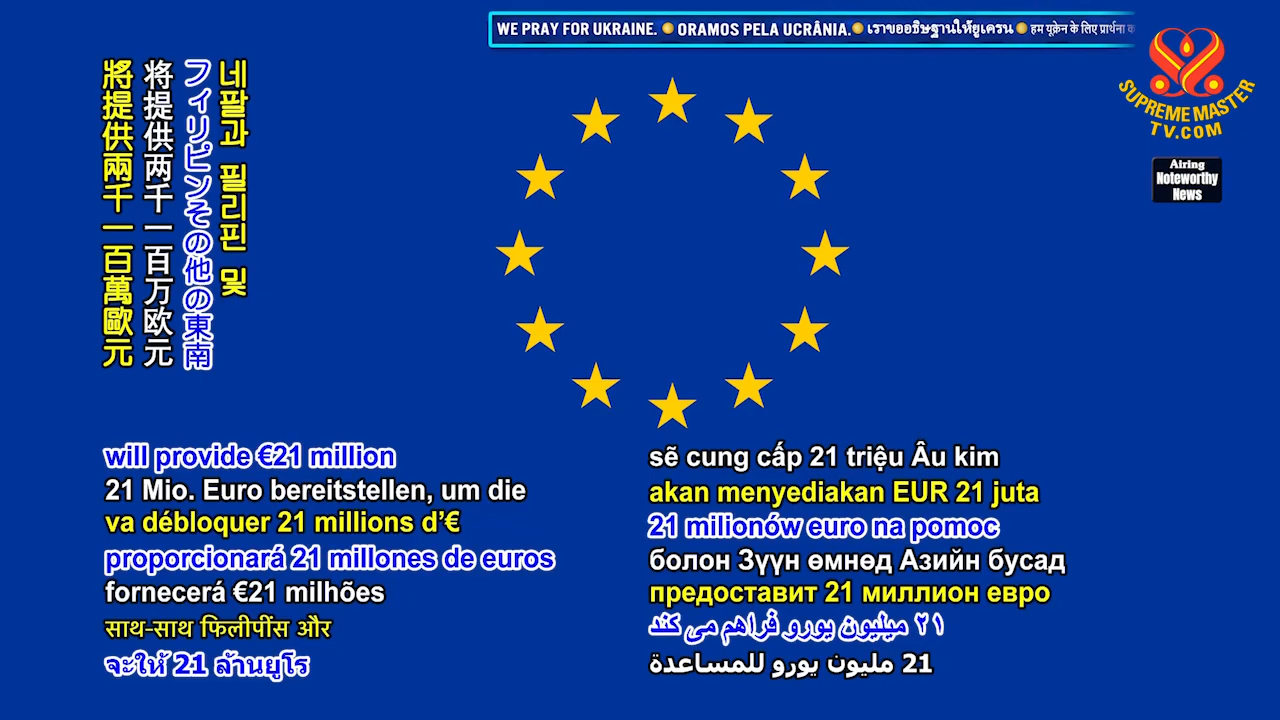 WE PRAY FOR UKRAINE. ORAMOS PELA UCRÂNIA. เราขออธิษฐานให้ยูเครน हम यूक्रेन के लिए प्रार्थना
SUPREME MASTER
TV.COM
Airing
Noteworthy
News
네팔과 필리핀 및
フィリピンその他の東南
将提供两千一百万欧元
將提供兩千一百萬歐元
will provide €21 million
21 Mio. Euro bereitstellen, um die
va débloquer 21 millions d’€
proporcionará 21 millones de euros
fornecerá €21 milhões
साथ-साथ फिलीपींस और
จะให้ 21 ล้านยูโร
sẽ cung cấp 21 triệu Âu kim
akan menyediakan EUR 21 juta
21 milionów euro na pomoc
болон Зүүн өмнөд Азийн бусад
предоставит 21 миллион евро
۲۱ میلیون یورو فراهم می کند
21 مليون يورو للمساعدة